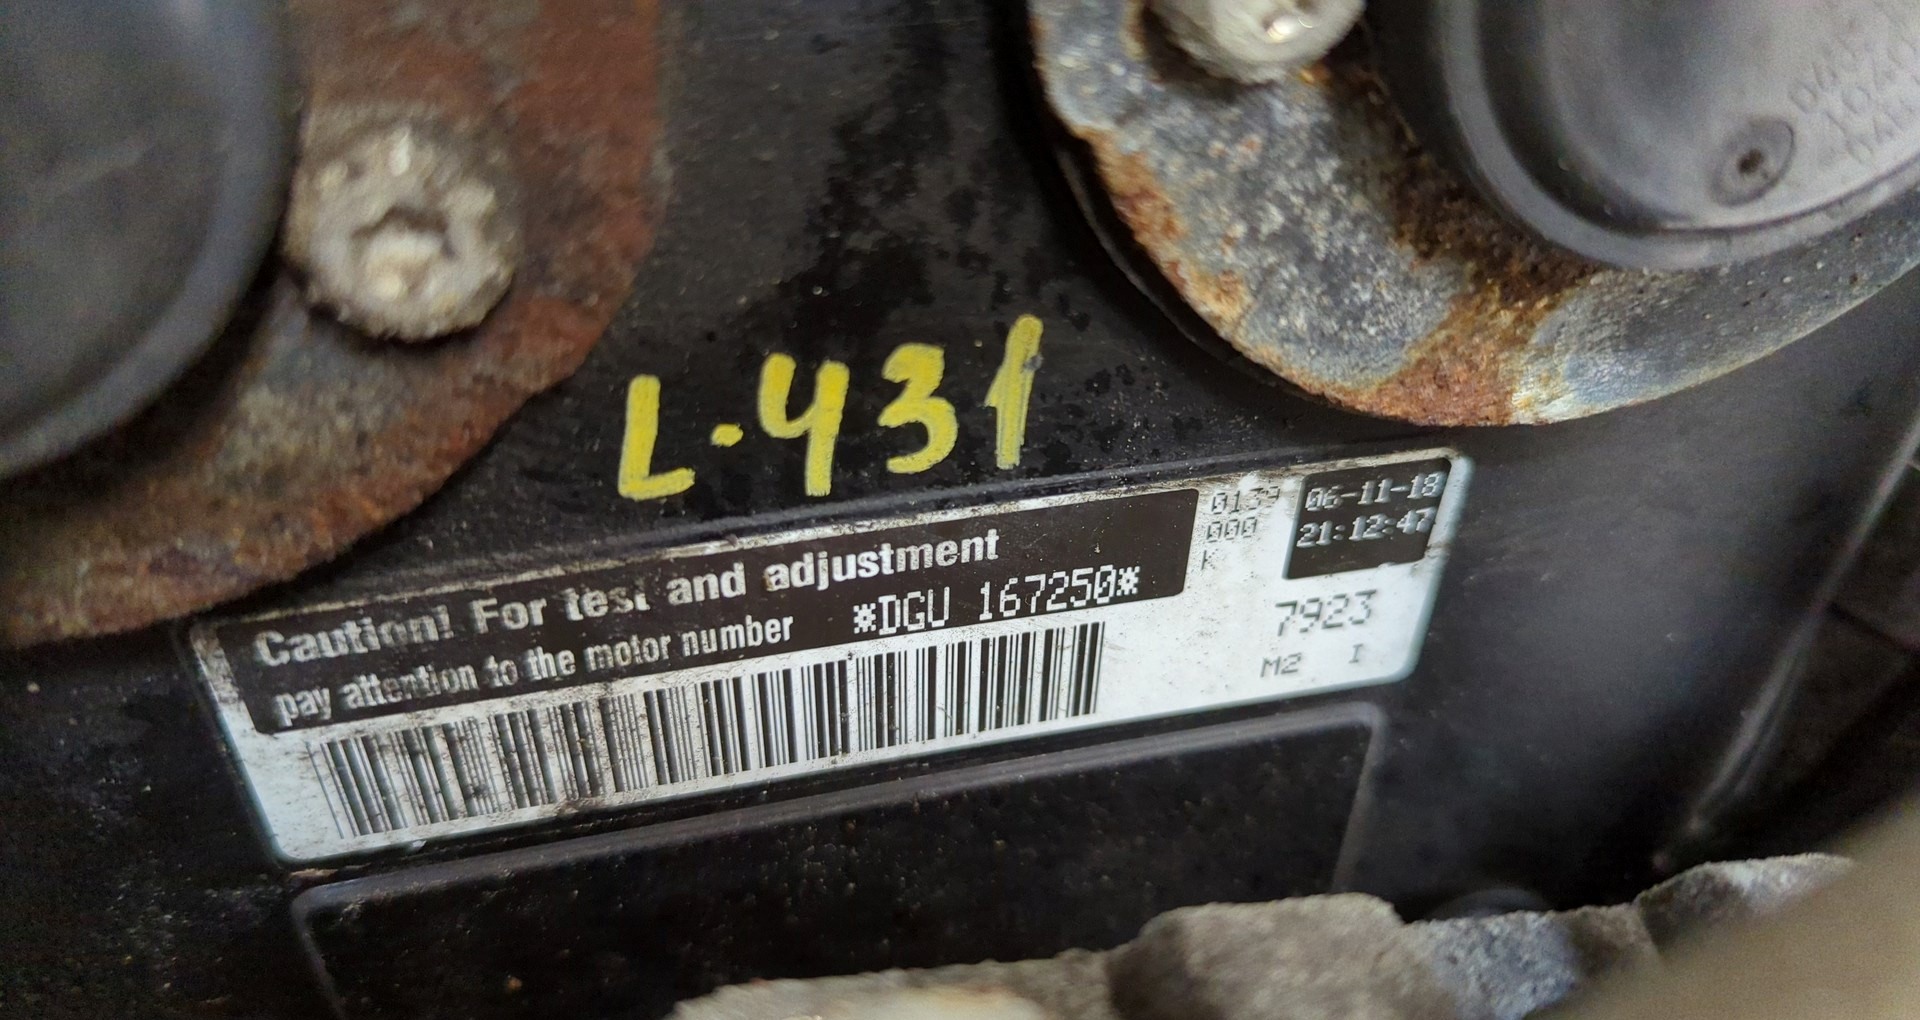 L-431
Caution! For test and adjustment
pay attention to the motor number *DGU 167250*
0139
000
K
06-11-18
21:12:47
7923
M2 I